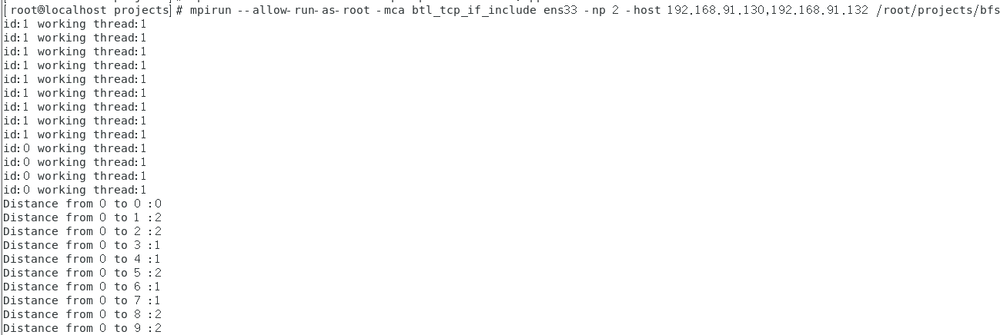 [root@localhost projects]# mpirun --allow-run-as-root -mca btl_tcp_if_include ens33 -np 2 -host 192.168.91.130,192.168.91.132 /root/projects/bfs
id:1 working thread:1
id:1 working thread:1
id:1 working thread:1
id:1 working thread:1
id:1 working thread:1
id:1 working thread:1
id:1 working thread:1
id:1 working thread:1
id:1 working thread:1
id:0 working thread:1
id:0 working thread:1
id:0 working thread:1
id:0 working thread:1
Distance from 0 to 0 :0
Distance from 0 to 1 :2
Distance from 0 to 2 :2
Distance from 0 to 3 :1
Distance from 0 to 4 :1
Distance from 0 to 5 :2
Distance from 0 to 6 :1
Distance from 0 to 7 :1
Distance from 0 to 8 :2
Distance from 0 to 9 :2